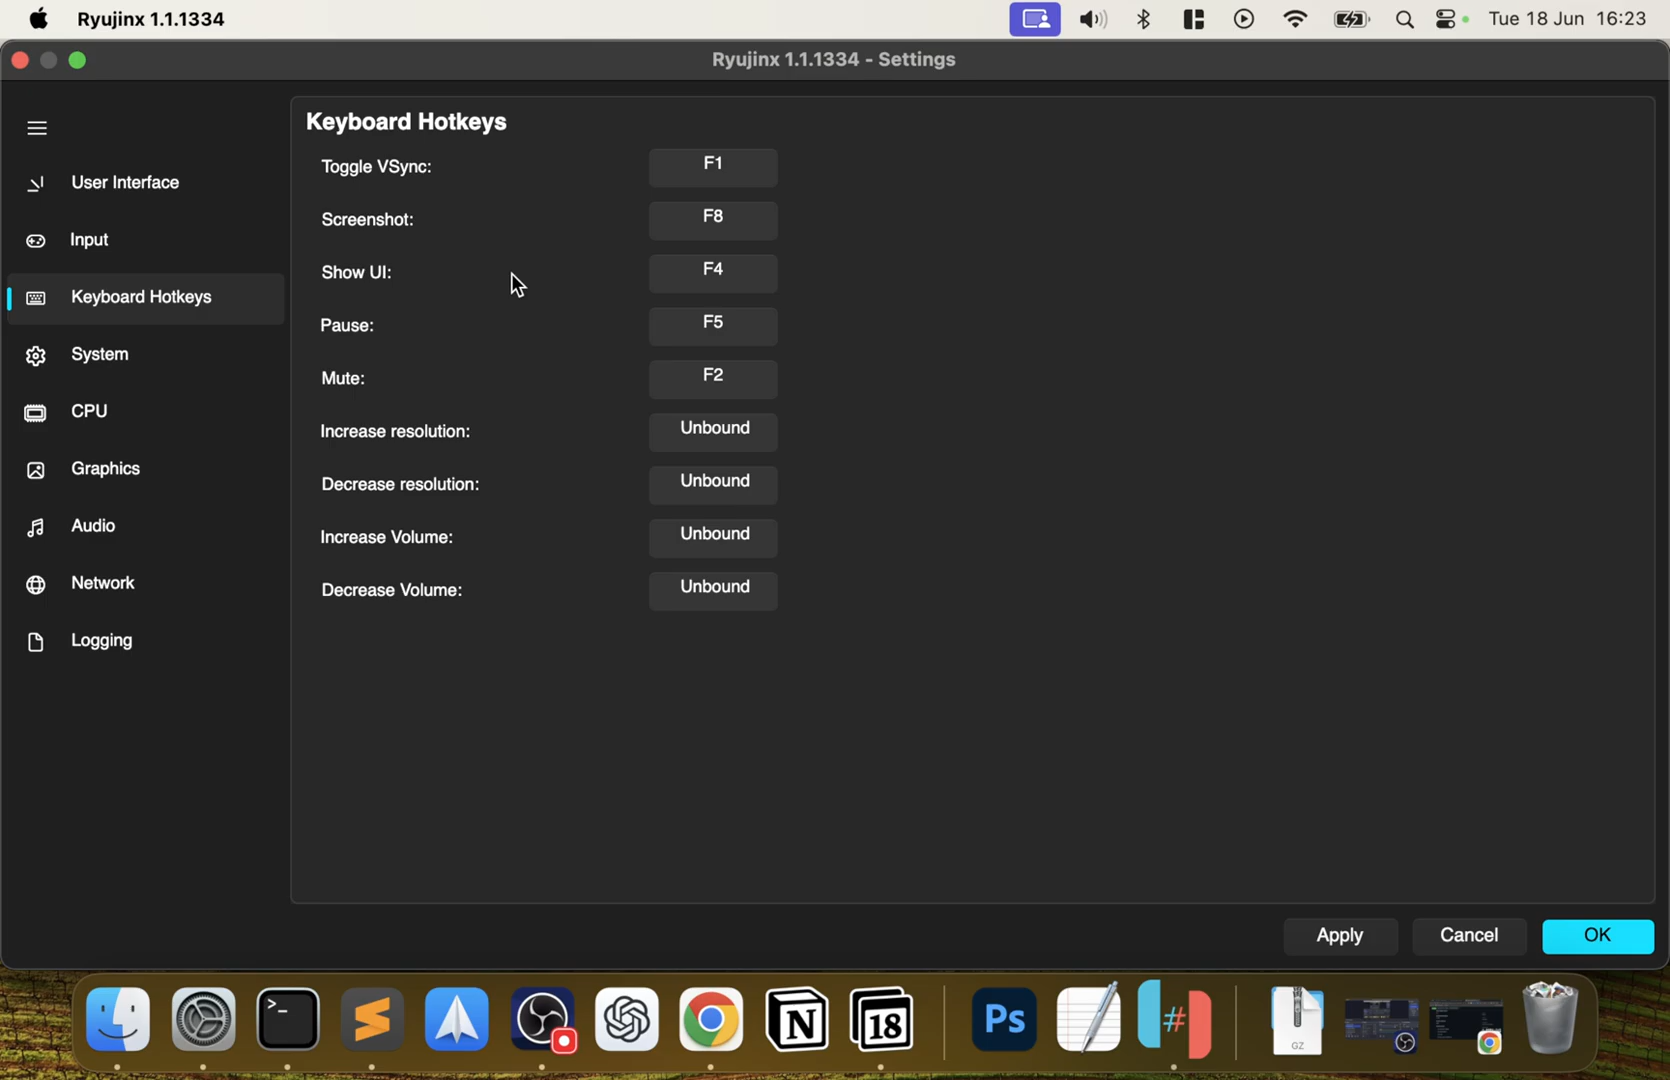 Ryujinx 1.1.1334
Tue 18 Jun 16:23
Ryujinx 1.1.1334 - Settings
User Interface
Input
Keyboard Hotkeys
System
CPU
Graphics
Audio
Network
Logging
Keyboard Hotkeys
Toggle VSync: F1
Screenshot: F8
Show UI: F4
Pause: F5
Mute: F2
Increase resolution: Unbound
Decrease resolution: Unbound
Increase Volume: Unbound
Decrease Volume: Unbound
Apply Cancel OK
>_
N
18
Ps
#
GZ